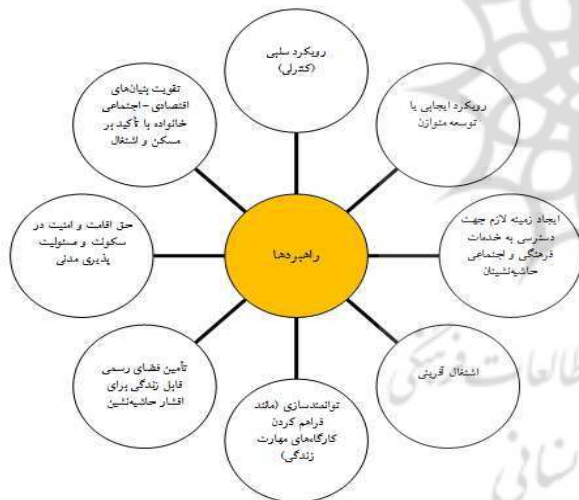 رویکرد سلبی
(کنترلی)
رویکرد ایجابی یا
توسعه متوازن
ایجاد زمینه لازم جهت
دسترسی به خدمات
فرهنگی و اجتماعی
حاشیه‌نشینان
اشتغال آفرینی
توانمندسازی (مانند
فراهم کردن
کارگاه‌های مهارت
زندگی)
تأمین فضای رسمی
قابل زندگی برای
اقشار حاشیه‌نشین
حق اقامت و امنیت در
سکونت و مسئولیت
پذیری مدنی
تقویت بنیان‌های
اقتصادی - اجتماعی
خانواده با تأکید بر
مسکن و اشتغال
راهبردها
طالعات فرهنگی
انسانی